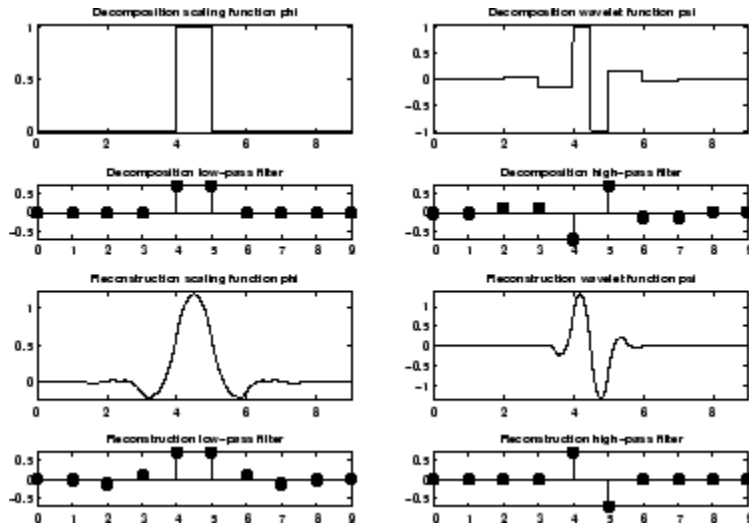 Decomposition scaling function phi
1
0.5
0
0 2 4 6 8
Decomposition wavelet function psi
1
0.5
0
-0.5
-1
0 2 4 6 8
Decomposition low-pass filter
0.5
0
-0.5
0 1 2 3 4 5 6 7 8 9
Decomposition high-pass filter
0.5
0
-0.5
0 1 2 3 4 5 6 7 8 9
Reconstruction scaling function phi
1
0.5
0
0 2 4 6 8
Reconstruction wavelet function psi
1
0.5
0
-0.5
-1
0 2 4 6 8
Reconstruction low-pass filter
0.5
0
-0.5
0 1 2 3 4 5 6 7 8 9
Reconstruction high-pass filter
0.5
0
-0.5
0 1 2 3 4 5 6 7 8 9